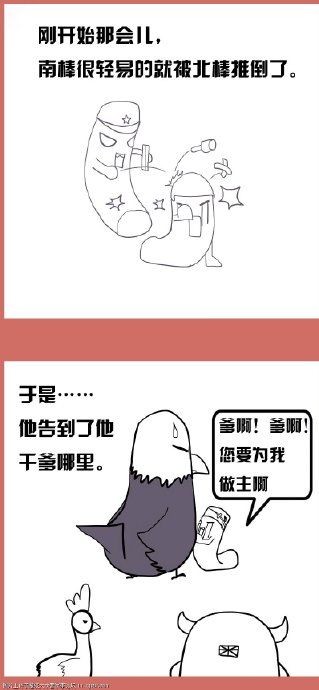 刚开始那会儿，
南棒很轻易的就被北棒推倒了。
于是……
他告到了他
干爹哪里。
爹啊！爹啊！
您要为我
做主啊